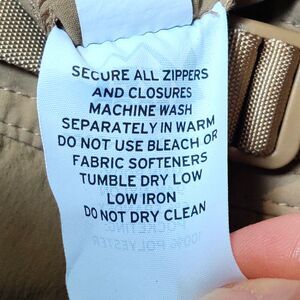 SECURE ALL ZIPPERS
AND CLOSURES
MACHINE WASH
SEPARATELY IN WARM
DO NOT USE BLEACH OR
FABRIC SOFTENERS
TUMBLE DRY LOW
LOW IRON
DO NOT DRY CLEAN
POCKETING:
100% POLYESTER